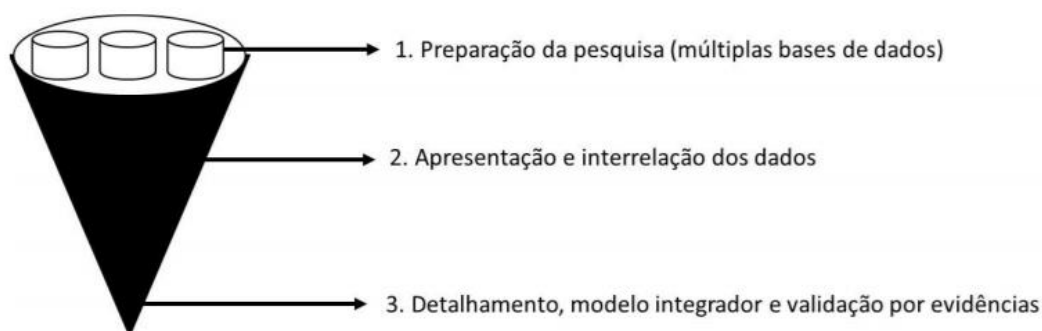 1. Preparação da pesquisa (múltiplas bases de dados)
2. Apresentação e interrelação dos dados
3. Detalhamento, modelo integrador e validação por evidências